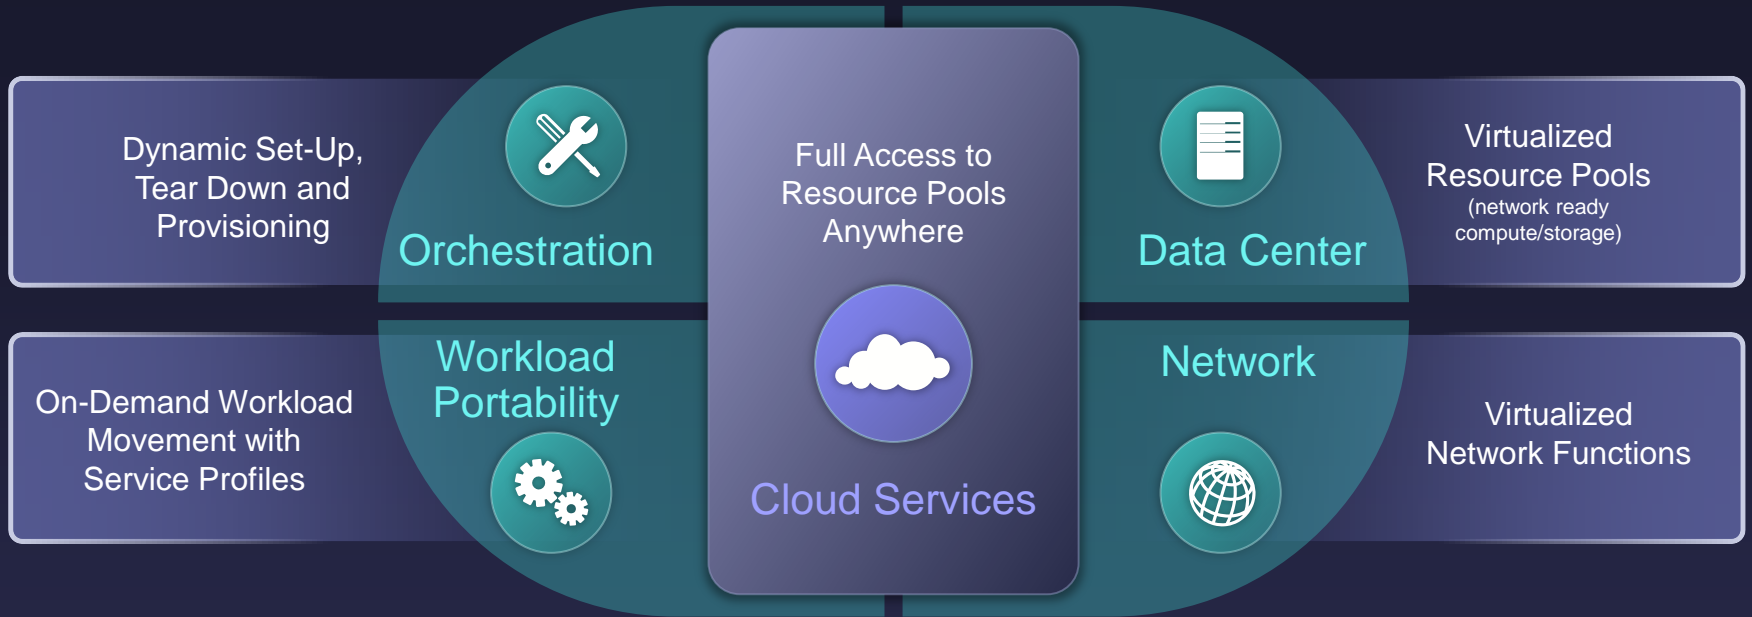 Dynamic Set-Up,
Tear Down and
Provisioning
Orchestration
Full Access to
Resource Pools
Anywhere
Data Center
Virtualized
Resource Pools
(network ready
compute/storage)
On-Demand Workload
Movement with
Service Profiles
Workload
Portability
Cloud Services
Network
Virtualized
Network Functions